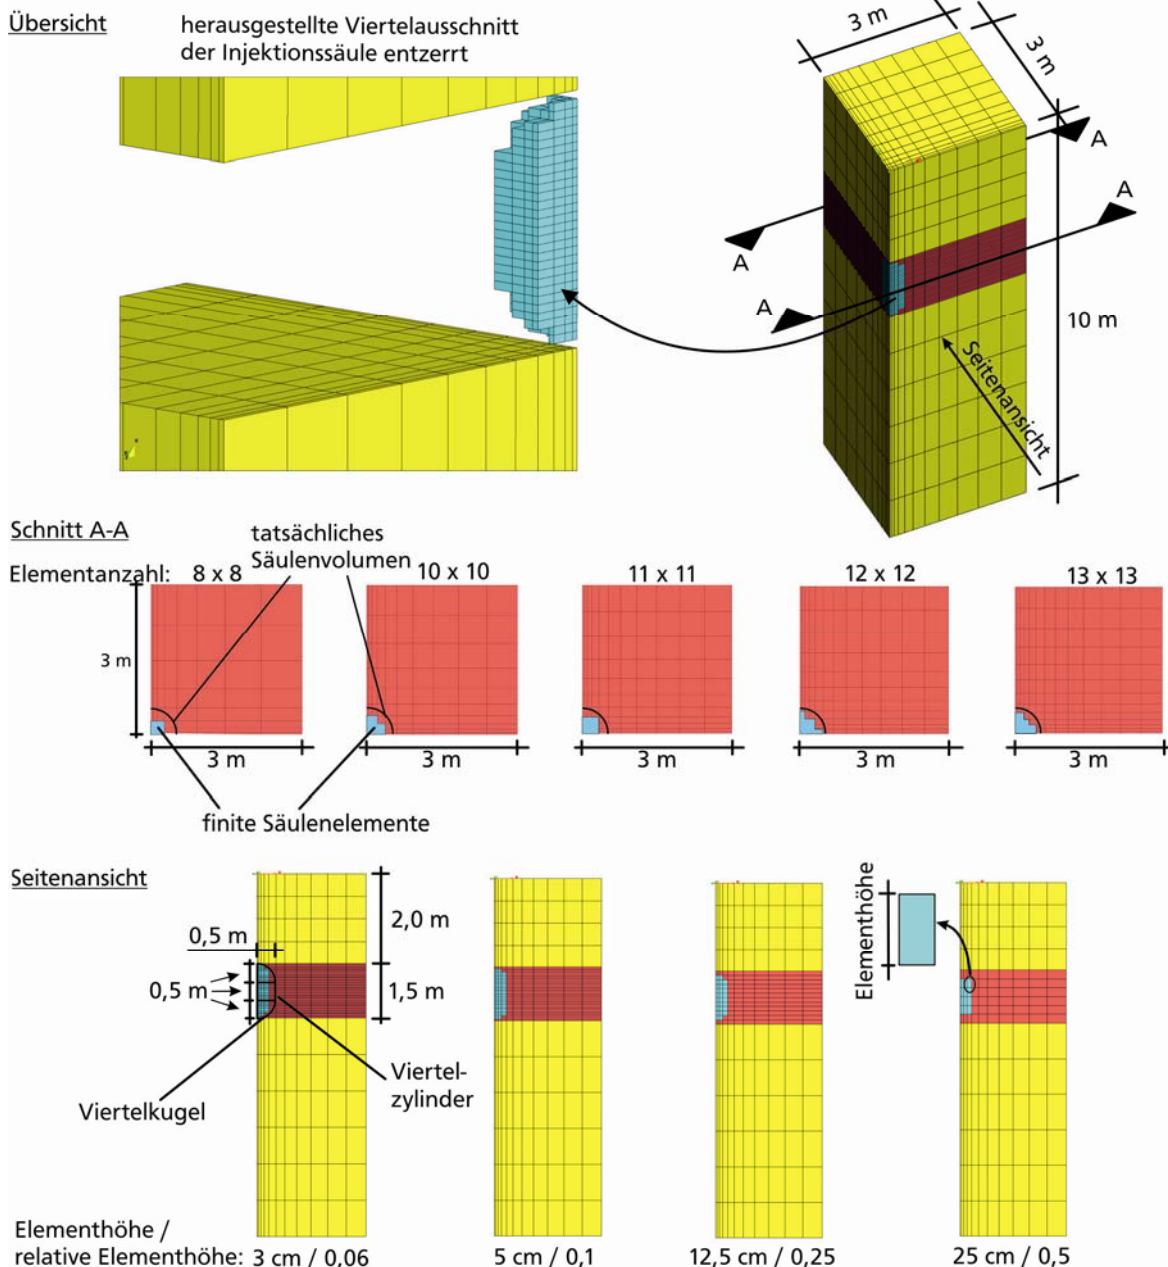 Übersicht
herausgestellte Viertelausschnitt
der Injektionssäule entzerrt
3 m
3 m
A
A
A
A
10 m
Seitenansicht
Schnitt A-A
tatsächliches
Säulenvolumen
Elementanzahl: 8 x 8 10 x 10 11 x 11 12 x 12 13 x 13
3 m
3 m 3 m 3 m 3 m 3 m
finite Säulenelemente
Seitenansicht
2,0 m
0,5 m
0,5 m
1,5 m
Elementhöhe
Viertel-
zylinder
Viertelkugel
Elementhöhe /
relative Elementhöhe: 3 cm / 0,06 5 cm / 0,1 12,5 cm / 0,25 25 cm / 0,5